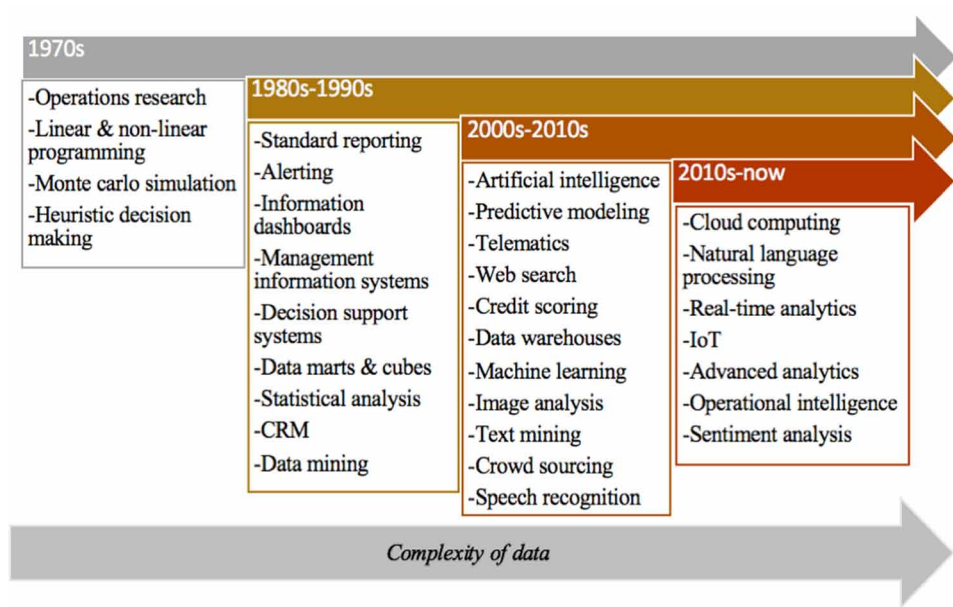 1970s
-Operations research
-Linear & non-linear
programming
-Monte carlo simulation
-Heuristic decision
making
1980s-1990s
-Standard reporting
-Alerting
-Information
dashboards
-Management
information systems
-Decision support
systems
-Data marts & cubes
-Statistical analysis
-CRM
-Data mining
2000s-2010s
-Artificial intelligence
-Predictive modeling
-Telematics
-Web search
-Credit scoring
-Data warehouses
-Machine learning
-Image analysis
-Text mining
-Crowd sourcing
-Speech recognition
2010s-now
-Cloud computing
-Natural language
processing
-Real-time analytics
-IoT
-Advanced analytics
-Operational intelligence
-Sentiment analysis
Complexity of data